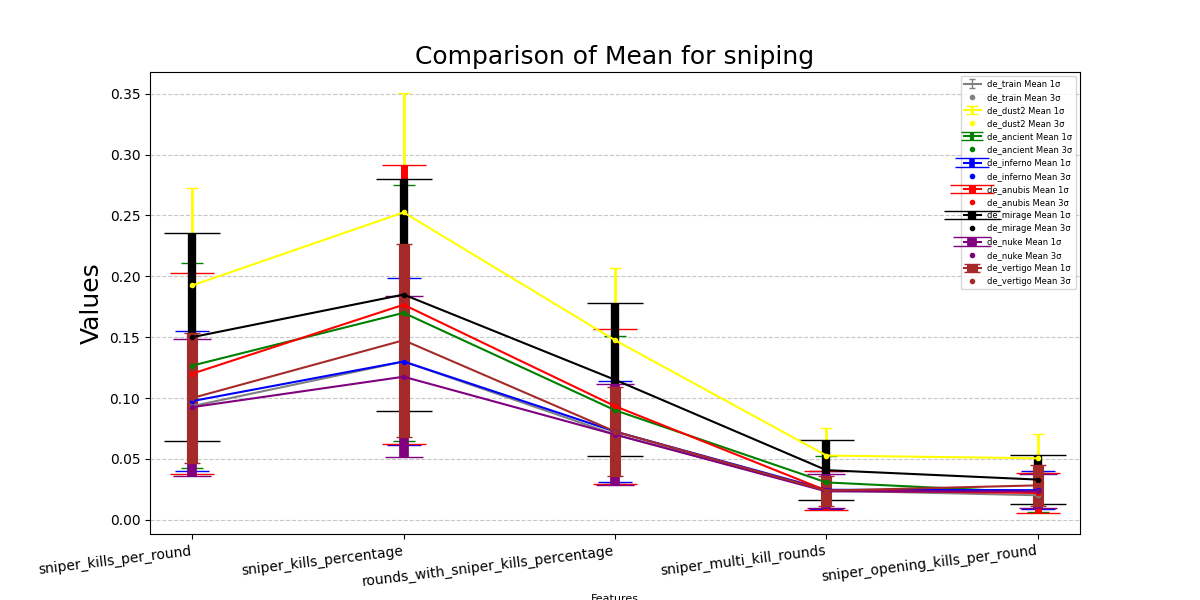 Comparison of Mean for sniping
Values
0.35
0.30
0.25
0.20
0.15
0.10
0.05
0.00
de_train Mean 1σ
de_train Mean 3σ
de_dust2 Mean 1σ
de_dust2 Mean 3σ
de_ancient Mean 1σ
de_ancient Mean 3σ
de_inferno Mean 1σ
de_inferno Mean 3σ
de_anubis Mean 1σ
de_anubis Mean 3σ
de_mirage Mean 1σ
de_mirage Mean 3σ
de_nuke Mean 1σ
de_nuke Mean 3σ
de_vertigo Mean 1σ
de_vertigo Mean 3σ
sniper_kills_per_round
sniper_kills_percentage
rounds_with_sniper_kills_percentage
sniper_multi_kill_rounds
sniper_opening_kills_per_round
Features